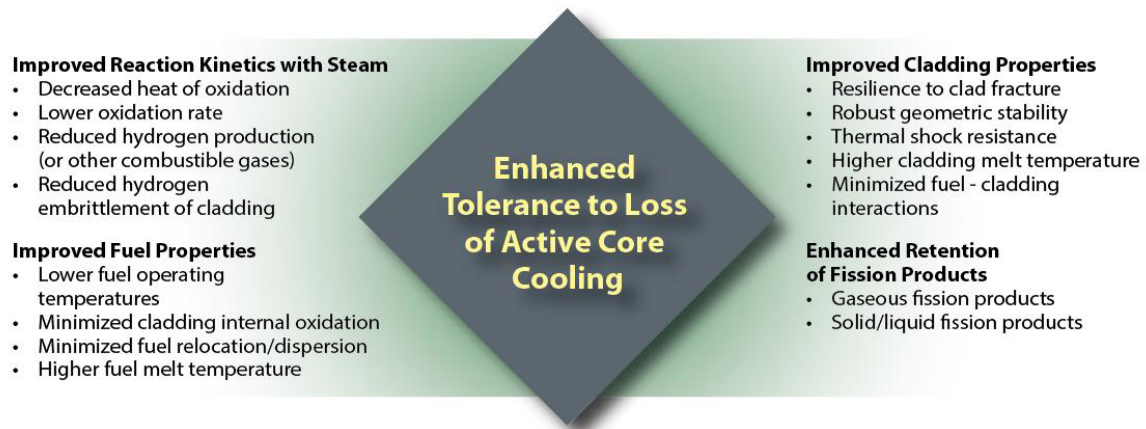 Improved Reaction Kinetics with Steam
• Decreased heat of oxidation
• Lower oxidation rate
• Reduced hydrogen production
(or other combustible gases)
• Reduced hydrogen
embrittlement of cladding
Improved Fuel Properties
• Lower fuel operating
temperatures
• Minimized cladding internal oxidation
• Minimized fuel relocation/dispersion
• Higher fuel melt temperature
Enhanced
Tolerance to Loss
of Active Core
Cooling
Improved Cladding Properties
• Resilience to clad fracture
• Robust geometric stability
• Thermal shock resistance
• Higher cladding melt temperature
• Minimized fuel - cladding
interactions
Enhanced Retention
of Fission Products
• Gaseous fission products
• Solid/liquid fission products